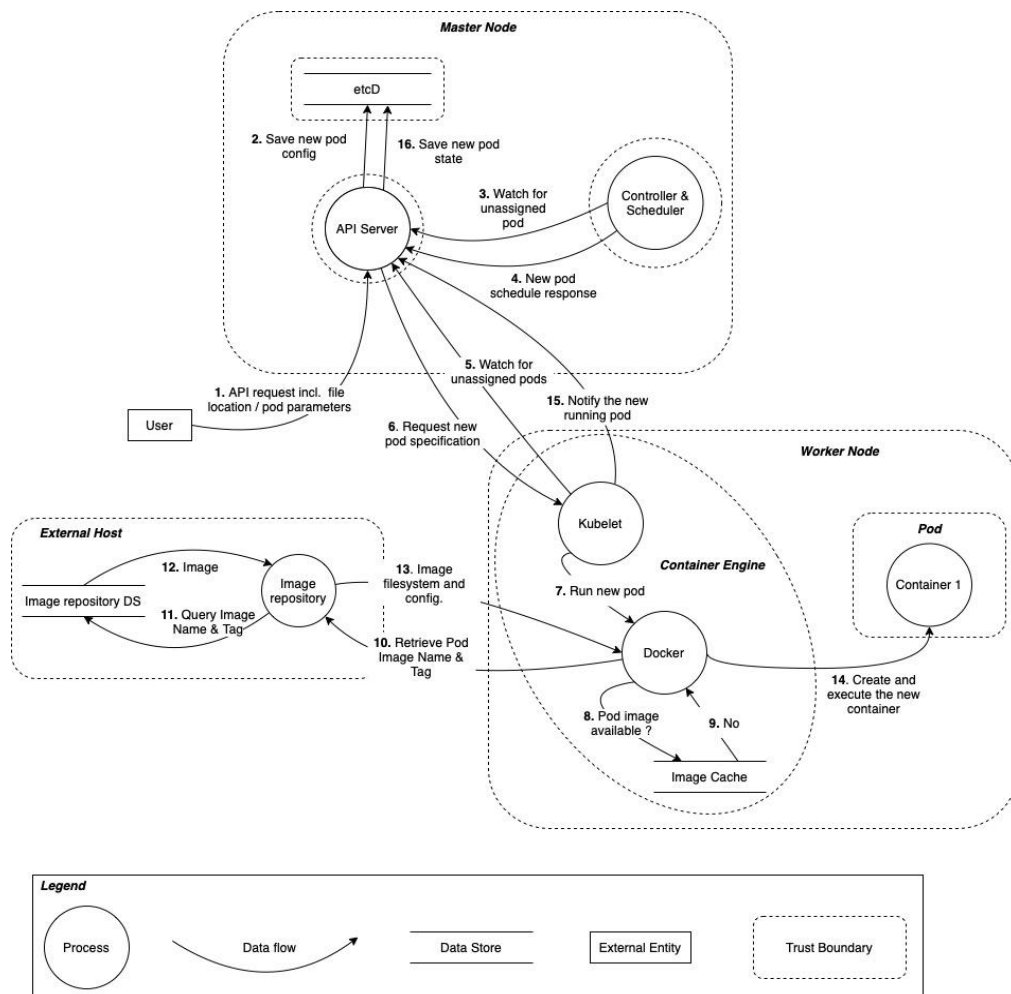 Master Node
etcD
2. Save new pod
config
16. Save new pod
state
3. Watch for
unassigned
pod
Controller &
Scheduler
API Server
4. New pod
schedule response
5. Watch for
unassigned pods
1. API request incl. file
location / pod parameters
15. Notify the new
running pod
User
6. Request new
pod specification
Worker Node
Kubelet
Pod
External Host
Container Engine
12. Image
13. Image
filesystem and
config.
Container 1
Image repository DS
Image
repository
7. Run new pod
11. Query Image
Name & Tag
10. Retrieve Pod
Image Name &
Tag
Docker
14. Create and
execute the new
container
8. Pod image
available ?
9. No
Image Cache
Legend
Process
Data flow
Data Store
External Entity
Trust Boundary